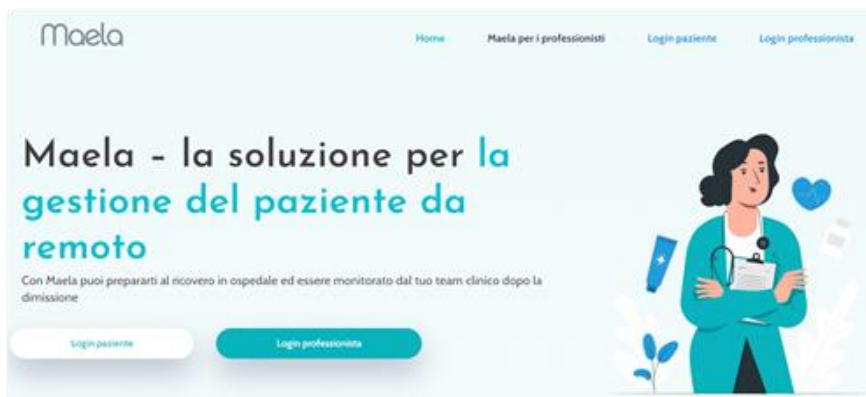 Maela
Home
Maela per i professionisti
Login paziente
Login professionista
Maela – la soluzione per la
gestione del paziente da
remoto
Con Maela puoi prepararti al ricovero in ospedale ed essere monitorato dal tuo team clinico dopo la
dimissione
Login paziente
Login professionista